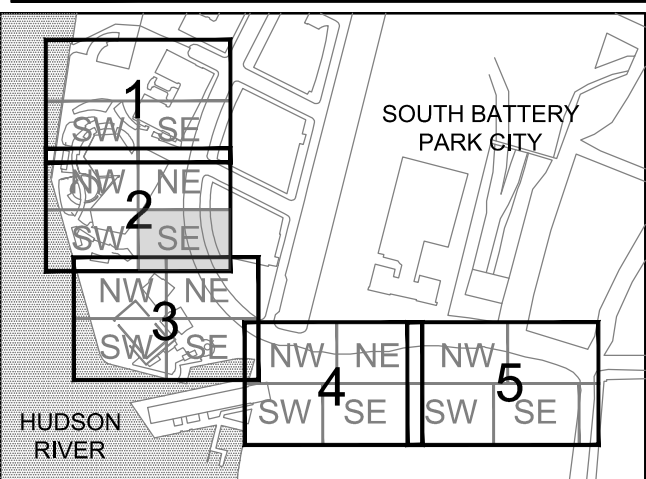 1
SW SE
SOUTH BATTERY
PARK CITY
NW NE
2
SW SE
NW NE
3
SW SE
NW NE
4
SW SE
NW
5
SW SE
HUDSON
RIVER